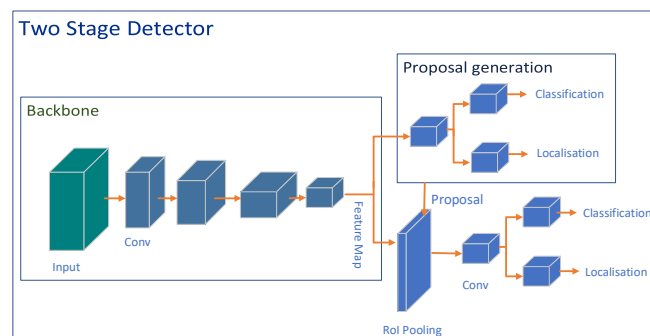 Two Stage Detector
Proposal generation
Classification
Localisation
Backbone
Conv
Input
Feature Map
Proposal
Classification
Localisation
Conv
RoI Pooling